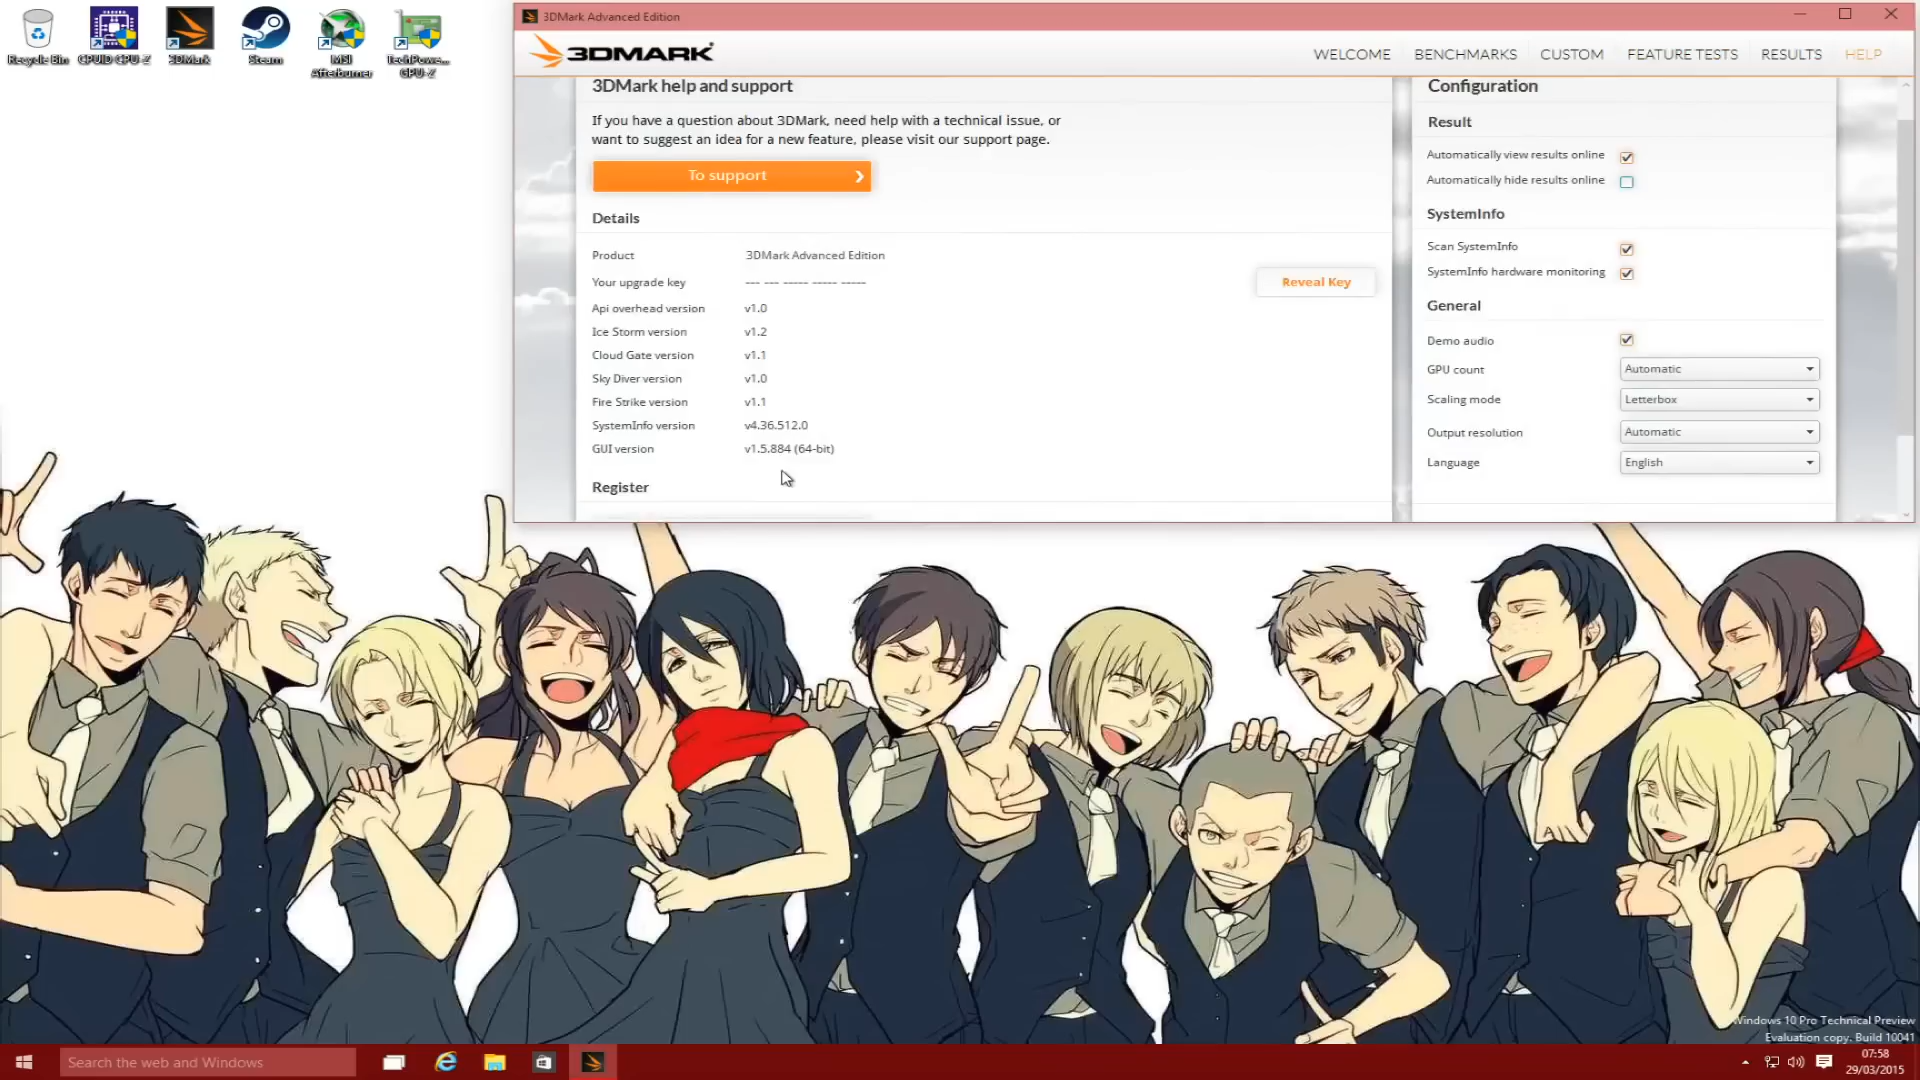 Recycle Bin
CPUID CPU-Z
3DMark
Steam
MSI
Afterburner
TechPowe...
GPU-Z
3DMark Advanced Edition
3DMARK
WELCOME
BENCHMARKS
CUSTOM
FEATURE TESTS
RESULTS
HELP
3DMark help and support
If you have a question about 3DMark, need help with a technical issue, or
want to suggest an idea for a new feature, please visit our support page.
To support
Details
Product 3DMark Advanced Edition
Your upgrade key --- --- ----- ----- -----
Reveal Key
Api overhead version v1.0
Ice Storm version v1.2
Cloud Gate version v1.1
Sky Diver version v1.0
Fire Strike version v1.1
SystemInfo version v4.36.512.0
GUI version v1.5.884 (64-bit)
Register
Configuration
Result
Automatically view results online
Automatically hide results online
SystemInfo
Scan SystemInfo
SystemInfo hardware monitoring
General
Demo audio
GPU count Automatic
Scaling mode Letterbox
Output resolution Automatic
Language English
Windows 10 Pro Technical Preview
Evaluation copy. Build 10041
Search the web and Windows
07:58
29/03/2015